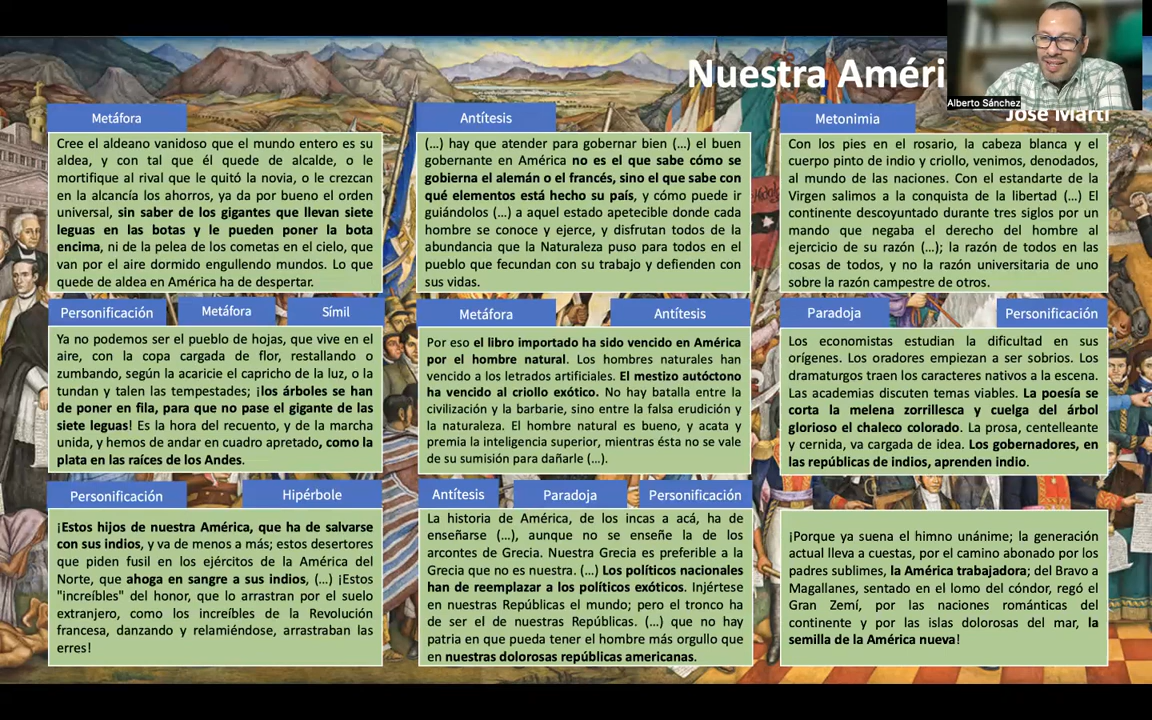 Nuestra Améri
Alberto Sánchez
José Martí
Metáfora
Cree el aldeano vanidoso que el mundo entero es su
aldea, y con tal que él quede de alcalde, o le
mortifique al rival que le quitó la novia, o le crezcan
en la alcancía los ahorros, ya da por bueno el orden
universal, sin saber de los gigantes que llevan siete
leguas en las botas y le pueden poner la bota
encima, ni de la pelea de los cometas en el cielo, que
van por el aire dormido engullendo mundos. Lo que
quede de aldea en América ha de despertar.
Antítesis
(…) hay que atender para gobernar bien (…) el buen
gobernante en América no es el que sabe cómo se
gobierna el alemán o el francés, sino el que sabe con
qué elementos está hecho su país, y cómo puede ir
guiándolos (…) a aquel estado apetecible donde cada
hombre se conoce y ejerce, y disfrutan todos de la
abundancia que la Naturaleza puso para todos en el
pueblo que fecundan con su trabajo y defienden con
sus vidas.
Metonimia
Con los pies en el rosario, la cabeza blanca y el
cuerpo pinto de indio y criollo, venimos, denodados,
al mundo de las naciones. Con el estandarte de la
Virgen salimos a la conquista de la libertad (…) El
continente descoyuntado durante tres siglos por un
mando que negaba el derecho del hombre al
ejercicio de su razón (…); la razón de todos en las
cosas de todos, y no la razón universitaria de uno
sobre la razón campestre de otros.
Personificación
Metáfora
Símil
Ya no podemos ser el pueblo de hojas, que vive en el
aire, con la copa cargada de flor, restallando o
zumbando, según la acaricie el capricho de la luz, o la
tundan y talen las tempestades; ¡los árboles se han
de poner en fila, para que no pase el gigante de las
siete leguas! Es la hora del recuento, y de la marcha
unida, y hemos de andar en cuadro apretado, como la
plata en las raíces de los Andes.
Metáfora
Antítesis
Por eso el libro importado ha sido vencido en América
por el hombre natural. Los hombres naturales han
vencido a los letrados artificiales. El mestizo autóctono
ha vencido al criollo exótico. No hay batalla entre la
civilización y la barbarie, sino entre la falsa erudición y
la naturaleza. El hombre natural es bueno, y acata y
premia la inteligencia superior, mientras ésta no se vale
de su sumisión para dañarle (…).
Paradoja
Personificación
Los economistas estudian la dificultad en sus
orígenes. Los oradores empiezan a ser sobrios. Los
dramaturgos traen los caracteres nativos a la escena.
Las academias discuten temas viables. La poesía se
corta la melena zorrillesca y cuelga del árbol
glorioso el chaleco colorado. La prosa, centelleante
y cernida, va cargada de idea. Los gobernadores, en
las repúblicas de indios, aprenden indio.
Personificación
Hipérbole
¡Estos hijos de nuestra América, que ha de salvarse
con sus indios, y va de menos a más; estos desertores
que piden fusil en los ejércitos de la América del
Norte, que ahoga en sangre a sus indios, (…) ¡Estos
"increíbles" del honor, que lo arrastran por el suelo
extranjero, como los increíbles de la Revolución
francesa, danzando y relamiéndose, arrastraban las
erres!
Antítesis
Paradoja
Personificación
La historia de América, de los incas a acá, ha de
enseñarse (…), aunque no se enseñe la de los
arcontes de Grecia. Nuestra Grecia es preferible a la
Grecia que no es nuestra. (…) Los políticos nacionales
han de reemplazar a los políticos exóticos. Injértese
en nuestras Repúblicas el mundo; pero el tronco ha
de ser el de nuestras Repúblicas. (…) que no hay
patria en que pueda tener el hombre más orgullo que
en nuestras dolorosas repúblicas americanas.
¡Porque ya suena el himno unánime; la generación
actual lleva a cuestas, por el camino abonado por los
padres sublimes, la América trabajadora; del Bravo a
Magallanes, sentado en el lomo del cóndor, regó el
Gran Zemí, por las naciones románticas del
continente y por las islas dolorosas del mar, la
semilla de la América nueva!